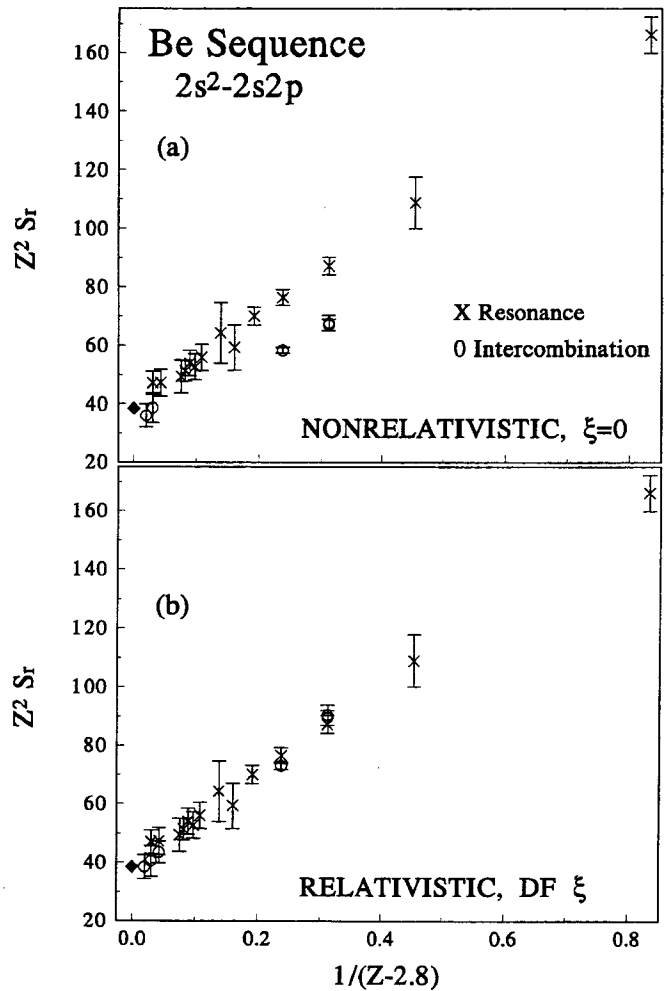 Be Sequence
2s²-2s2p
(a)
160
140
120
100
80
60
40
20
Z² Sr
X Resonance
0 Intercombination
NONRELATIVISTIC, ξ=0
(b)
160
140
120
100
80
60
40
20
Z² Sr
RELATIVISTIC, DF ξ
0.0 0.2 0.4 0.6 0.8
1/(Z-2.8)